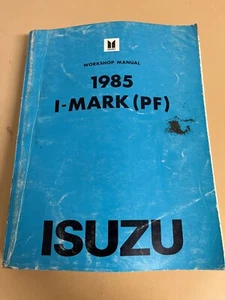 WORKSHOP MANUAL
1985
I-MARK (PF)
ISUZU